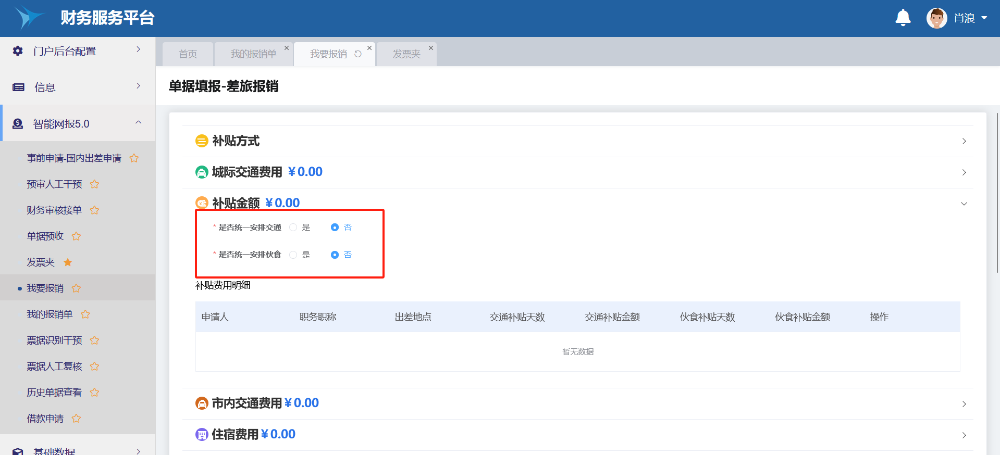 财务服务平台
肖浪
门户后台配置
信息
智能网报5.0
事前申请-国内出差申请
预审人工干预
财务审核接单
单据预收
发票夹
我要报销
我的报销单
票据识别干预
票据人工复核
历史单据查看
借款申请
基础数据
首页
我的报销单
我要报销
发票夹
单据填报-差旅报销
补贴方式
城际交通费用 ¥0.00
补贴金额 ¥0.00
* 是否统一安排交通 是 否
* 是否统一安排伙食 是 否
补贴费用明细
申请人 职务职称 出差地点 交通补贴天数 交通补贴金额 伙食补贴天数 伙食补贴金额 操作
暂无数据
市内交通费用 ¥0.00
住宿费用 ¥0.00